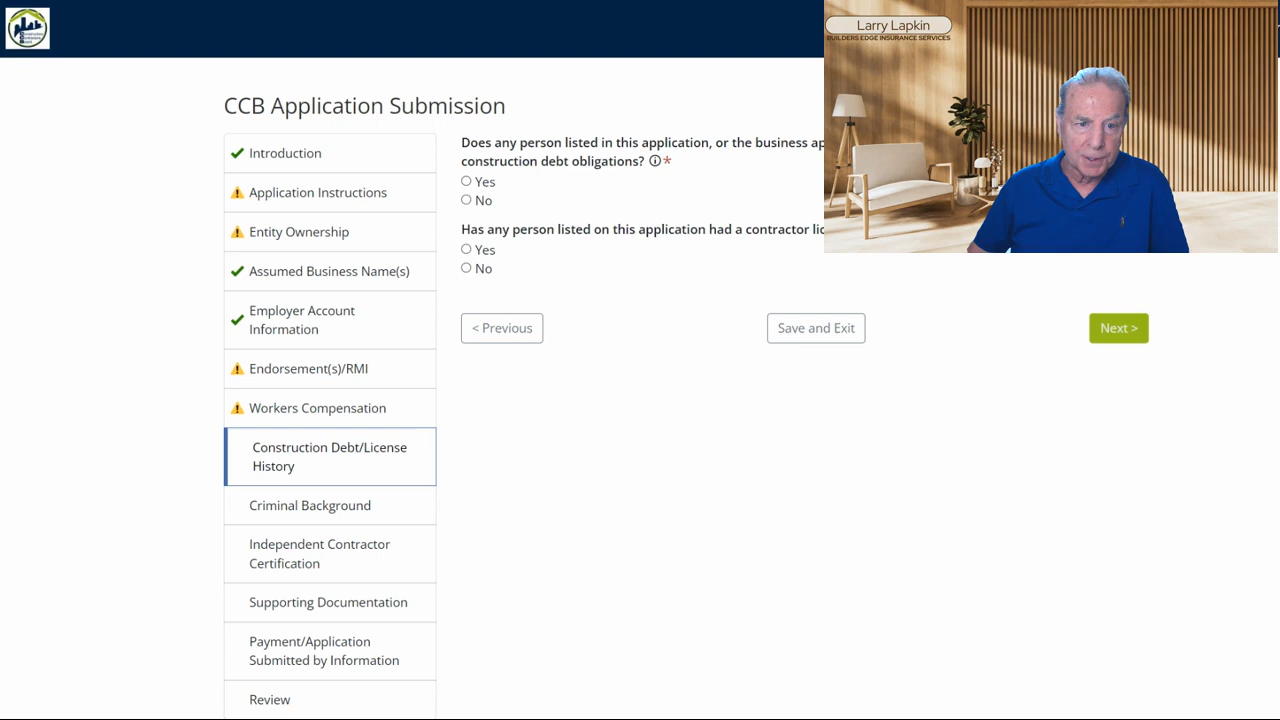 Larry Lapkin
BUILDERS EDGE INSURANCE SERVICES
CCB Application Submission
Introduction
Application Instructions
Entity Ownership
Assumed Business Name(s)
Employer Account
Information
Endorsement(s)/RMI
Workers Compensation
Construction Debt/License
History
Criminal Background
Independent Contractor
Certification
Supporting Documentation
Payment/Application
Submitted by Information
Review
Does any person listed in this application, or the business ap
construction debt obligations? *
Yes
No
Has any person listed on this application had a contractor lic
Yes
No
< Previous
Save and Exit
Next >